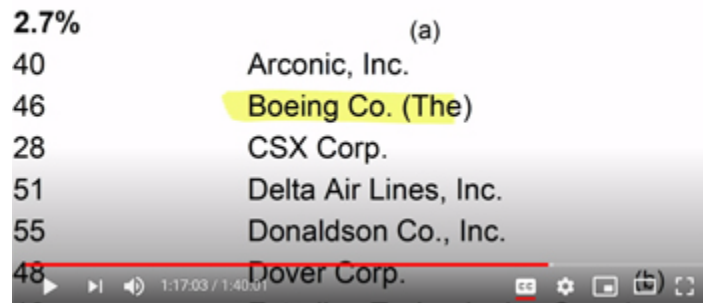 2.7% (a)
40 Arconic, Inc.
46 Boeing Co. (The)
28 CSX Corp.
51 Delta Air Lines, Inc.
55 Donaldson Co., Inc.
48 Dover Corp. (b)
1:17:03 / 1:40:01 CC